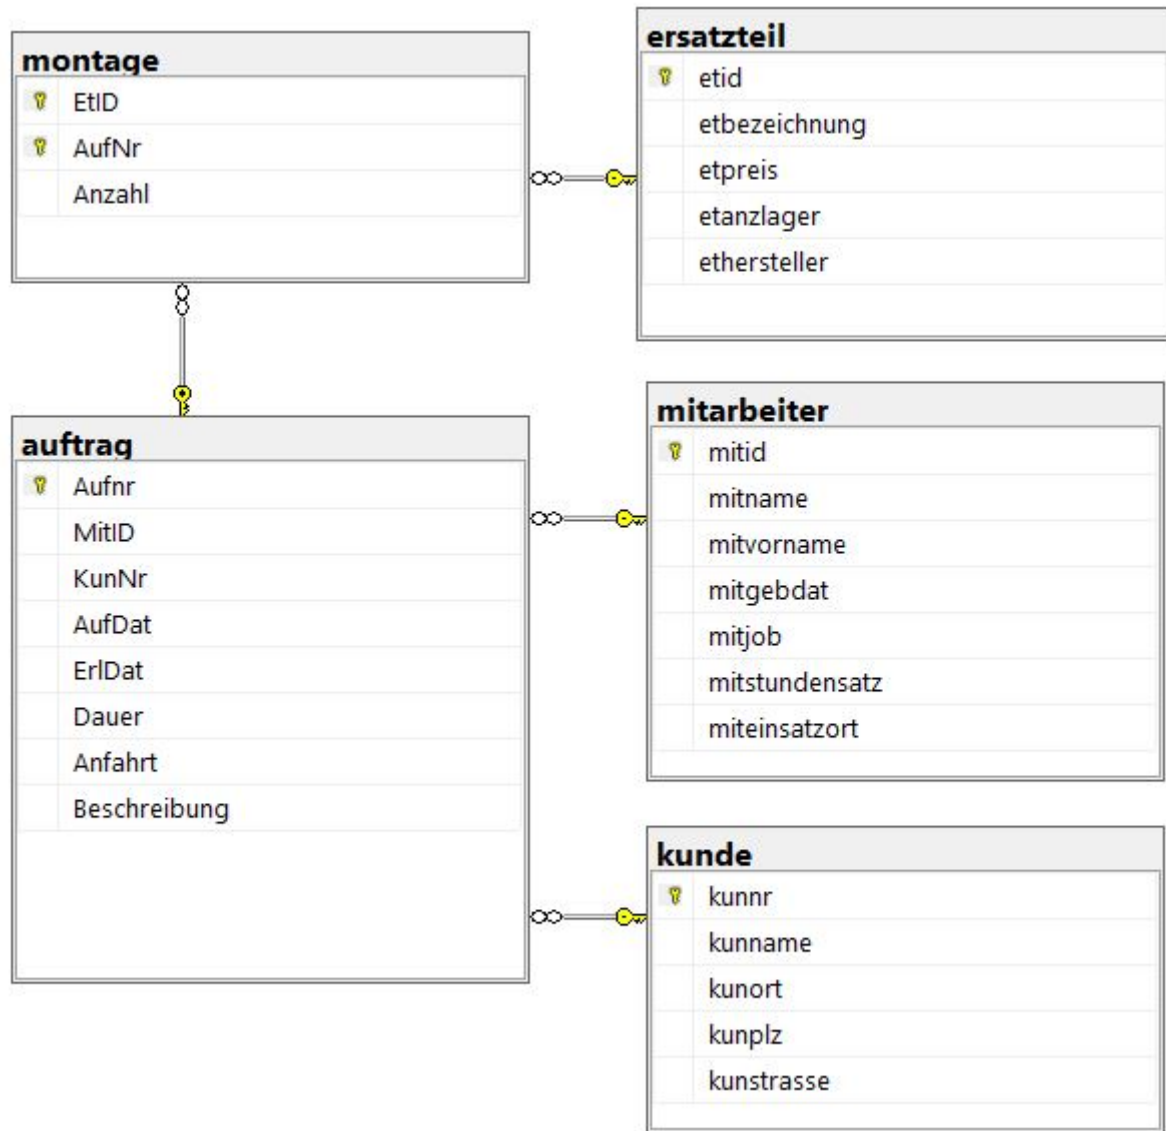 montage
EtID
AufNr
Anzahl
ersatzteil
etid
etbezeichnung
etpreis
etanzlager
ethersteller
auftrag
Aufnr
MitID
KunNr
AufDat
ErlDat
Dauer
Anfahrt
Beschreibung
mitarbeiter
mitid
mitname
mitvorname
mitgebdat
mitjob
mitstundensatz
miteinsatzort
kunde
kunnr
kunname
kunort
kunplz
kunstrasse